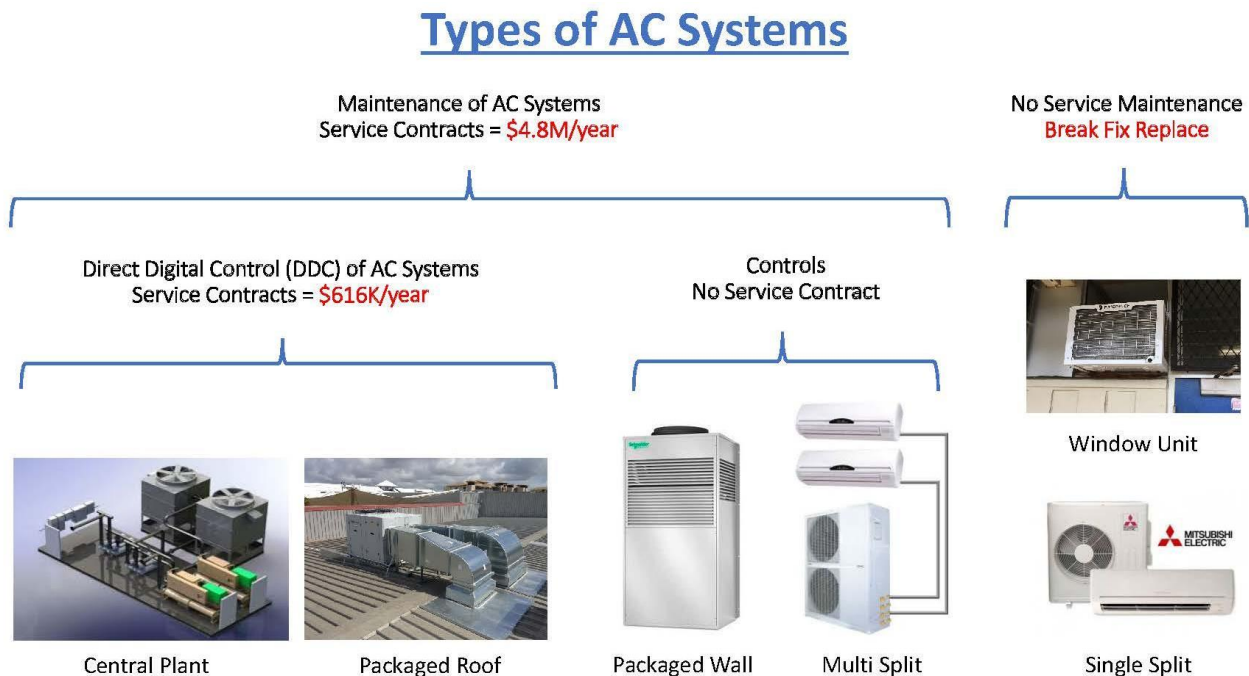 Types of AC Systems
Maintenance of AC Systems
Service Contracts = $4.8M/year
No Service Maintenance
Break Fix Replace
Direct Digital Control (DDC) of AC Systems
Service Contracts = $616K/year
Controls
No Service Contract
Window Unit
MITSUBISHI
ELECTRIC
Central Plant
Packaged Roof
Packaged Wall
Multi Split
Single Split